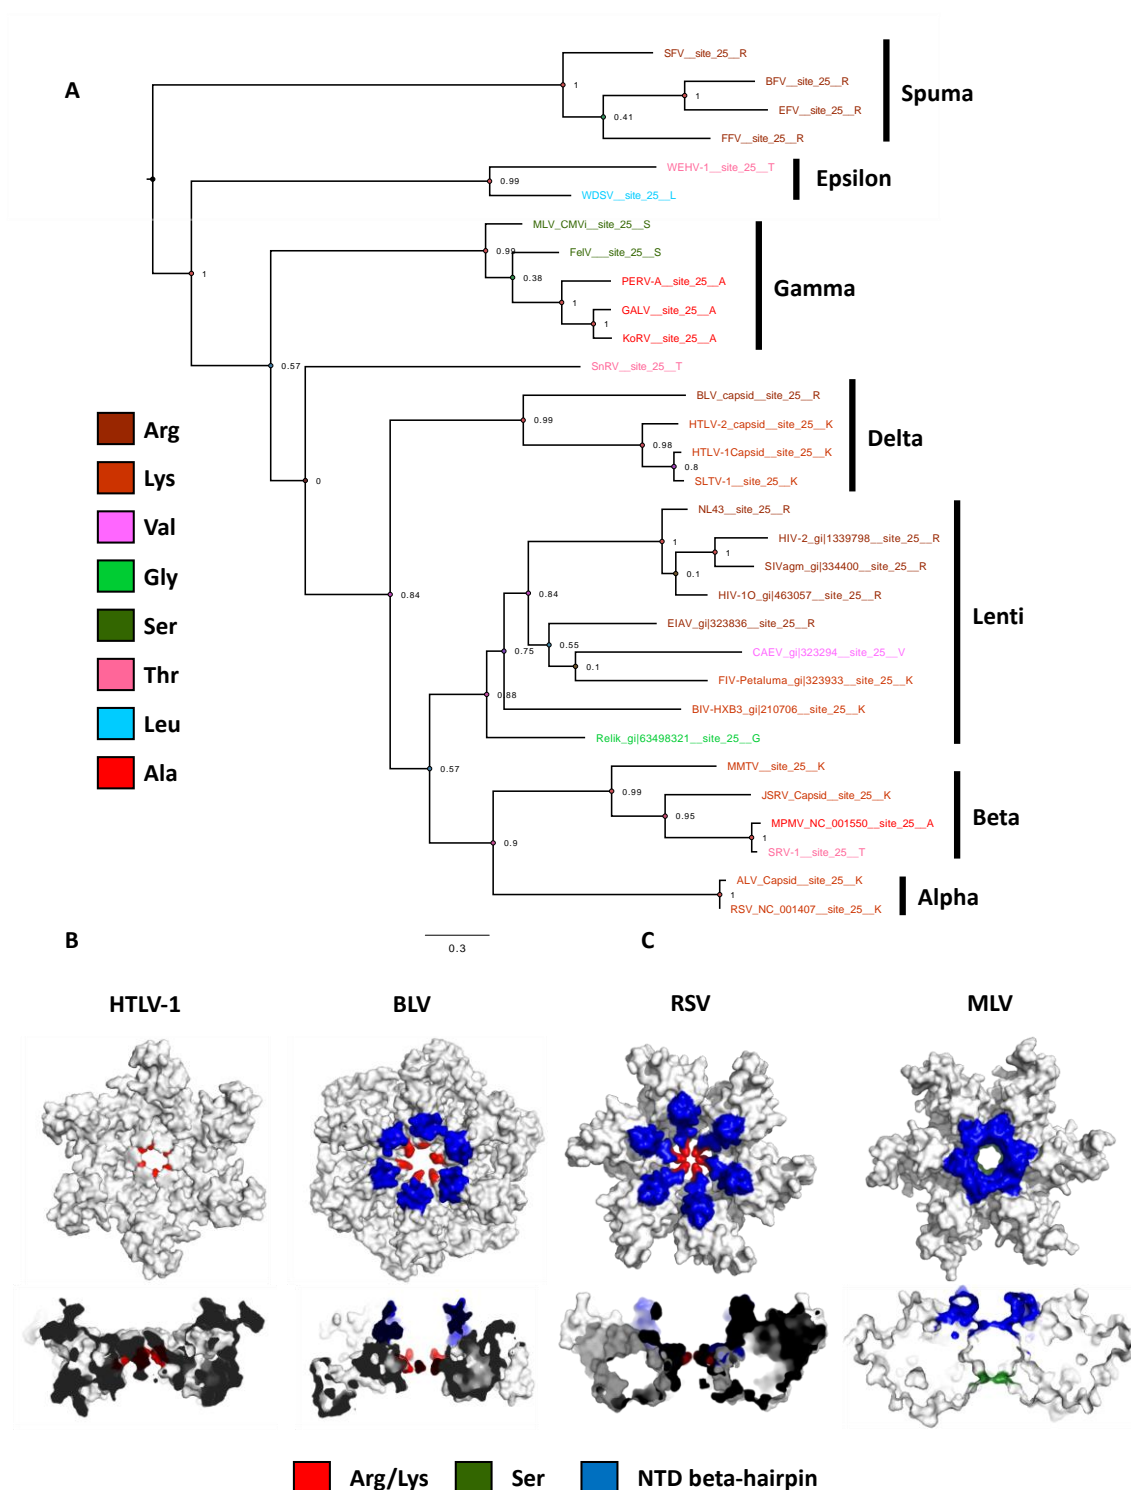 A
SFV__site_25__R
BFV__site_25__R
EFV__site_25__R
FFV__site_25__R
Spuma
1
1
0.41
WEHV-1__site_25__T
WDSV__site_25__L
Epsilon
0.99
MLV_CMVi__site_25__S
FelV___site_25__S
PERV-A__site_25__A
GALV__site_25__A
KoRV__site_25__A
Gamma
0.99
0.38
1
1
1
0.57
SnRV__site_25__T
0
BLV_capsid__site_25__R
HTLV-2_capsid__site_25__K
HTLV-1Capsid__site_25__K
SLTV-1__site_25__K
Delta
0.99
0.98
0.8
Arg
Lys
Val
Gly
Ser
Thr
Leu
Ala
NL43__site_25__R
HIV-2_gi|1339798__site_25__R
SIVagm_gi|334400__site_25__R
HIV-1O_gi|463057__site_25__R
EIAV_gi|323836__site_25__R
CAEV_gi|323294__site_25__V
FIV-Petaluma_gi|323933__site_25__K
BIV-HXB3_gi|210706__site_25__K
Relik_gi|63498321__site_25__G
Lenti
1
1
0.1
0.84
0.84
0.55
0.75
0.1
0.88
0.57
MMTV__site_25__K
JSRV_Capsid__site_25__K
MPMV_NC_001550__site_25__A
SRV-1__site_25__T
Beta
0.99
0.95
1
0.9
ALV_Capsid__site_25__K
RSV_NC_001407__site_25__K
Alpha
1
0.3
B
C
HTLV-1
BLV
RSV
MLV
Arg/Lys
Ser
NTD beta-hairpin